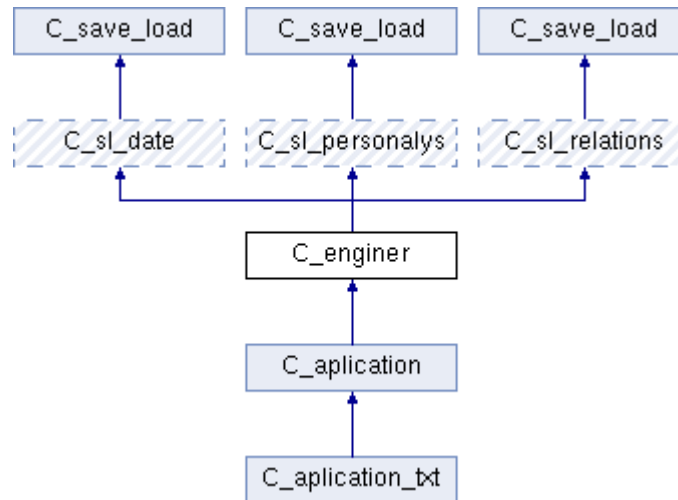 C_save_load C_save_load C_save_load
C_sl_date C_sl_personalys C_sl_relations
C_enginer
C_aplication
C_aplication_txt